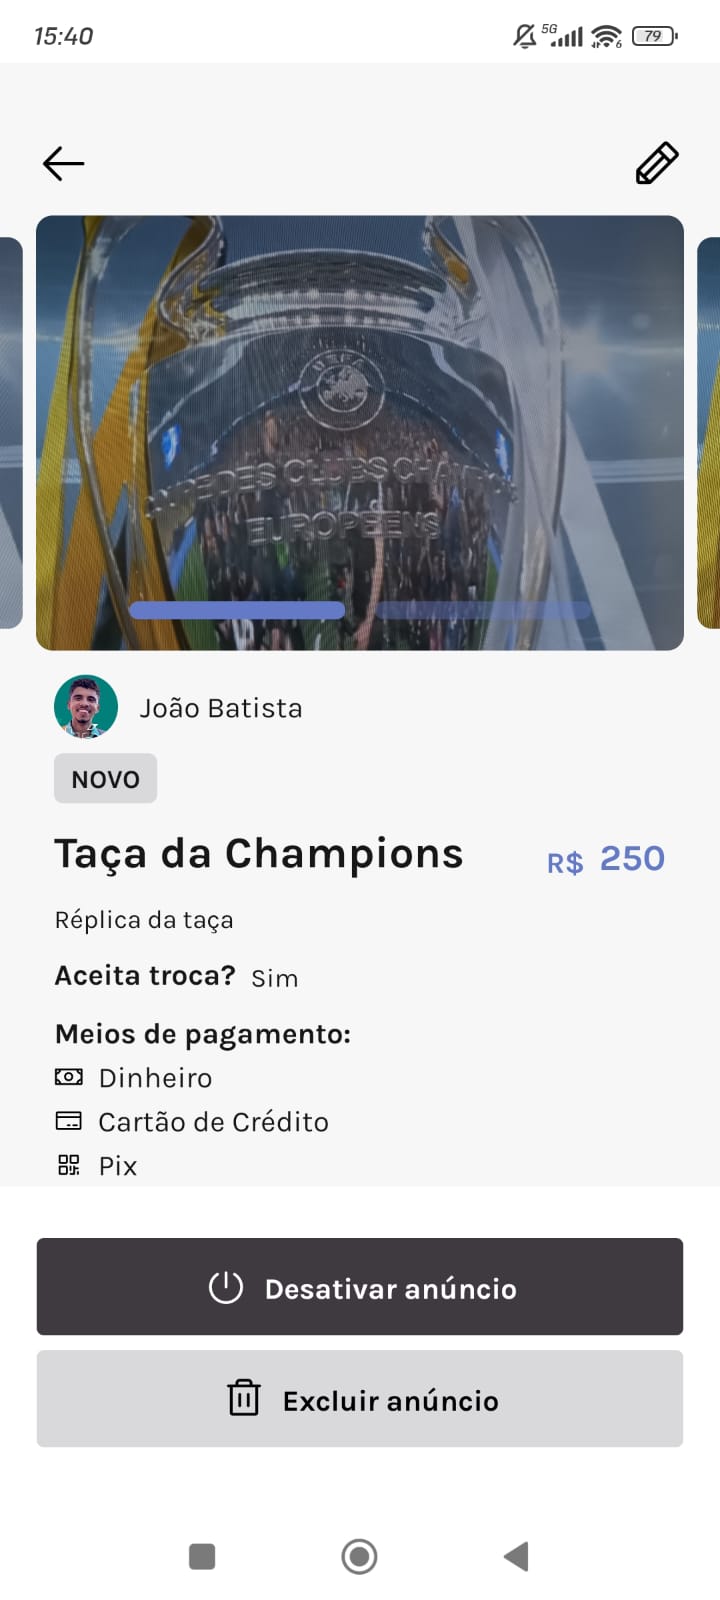 15:40
5G
6
79
UEFA
COUPE DES CLUBS CHAMPIONS
EUROPÉENS
João Batista
NOVO
Taça da Champions
R$ 250
Réplica da taça
Aceita troca? Sim
Meios de pagamento:
Dinheiro
Cartão de Crédito
Pix
Desativar anúncio
Excluir anúncio